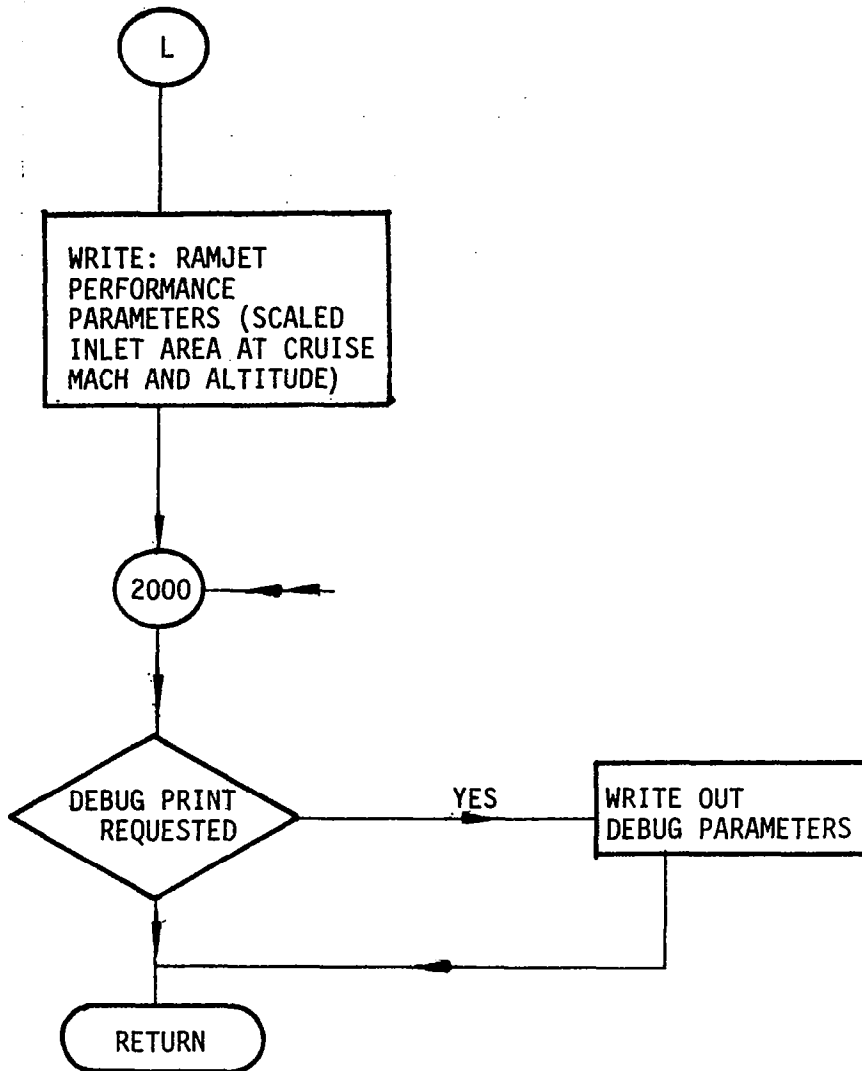 L
WRITE: RAMJET
PERFORMANCE
PARAMETERS (SCALED
INLET AREA AT CRUISE
MACH AND ALTITUDE)
2000
DEBUG PRINT
REQUESTED
YES
WRITE OUT
DEBUG PARAMETERS
RETURN